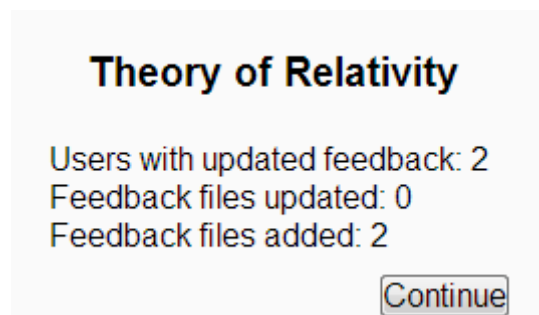 Theory of Relativity
Users with updated feedback: 2
Feedback files updated: 0
Feedback files added: 2
Continue